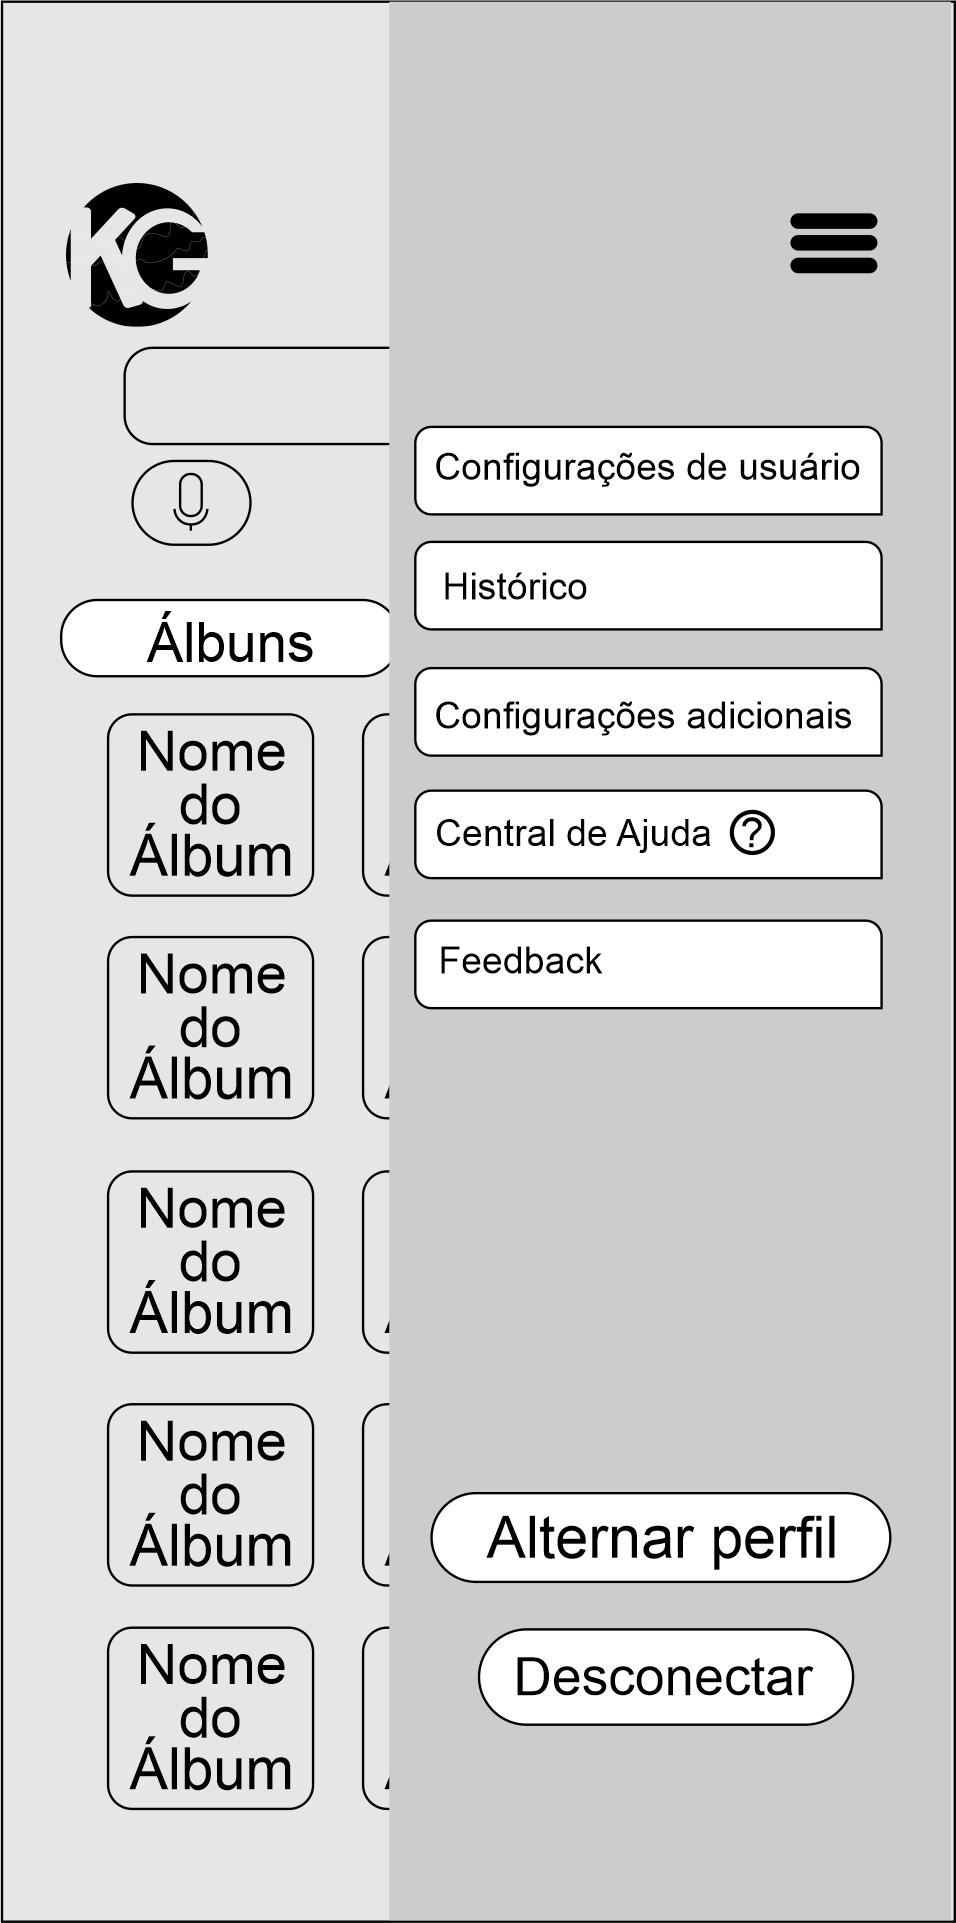 KG
Configurações de usuário
Histórico
Álbuns
Configurações adicionais
Nome
do
Álbum
Central de Ajuda ?
Feedback
Nome
do
Álbum
Nome
do
Álbum
Nome
do
Álbum
Alternar perfil
Nome
do
Álbum
Desconectar